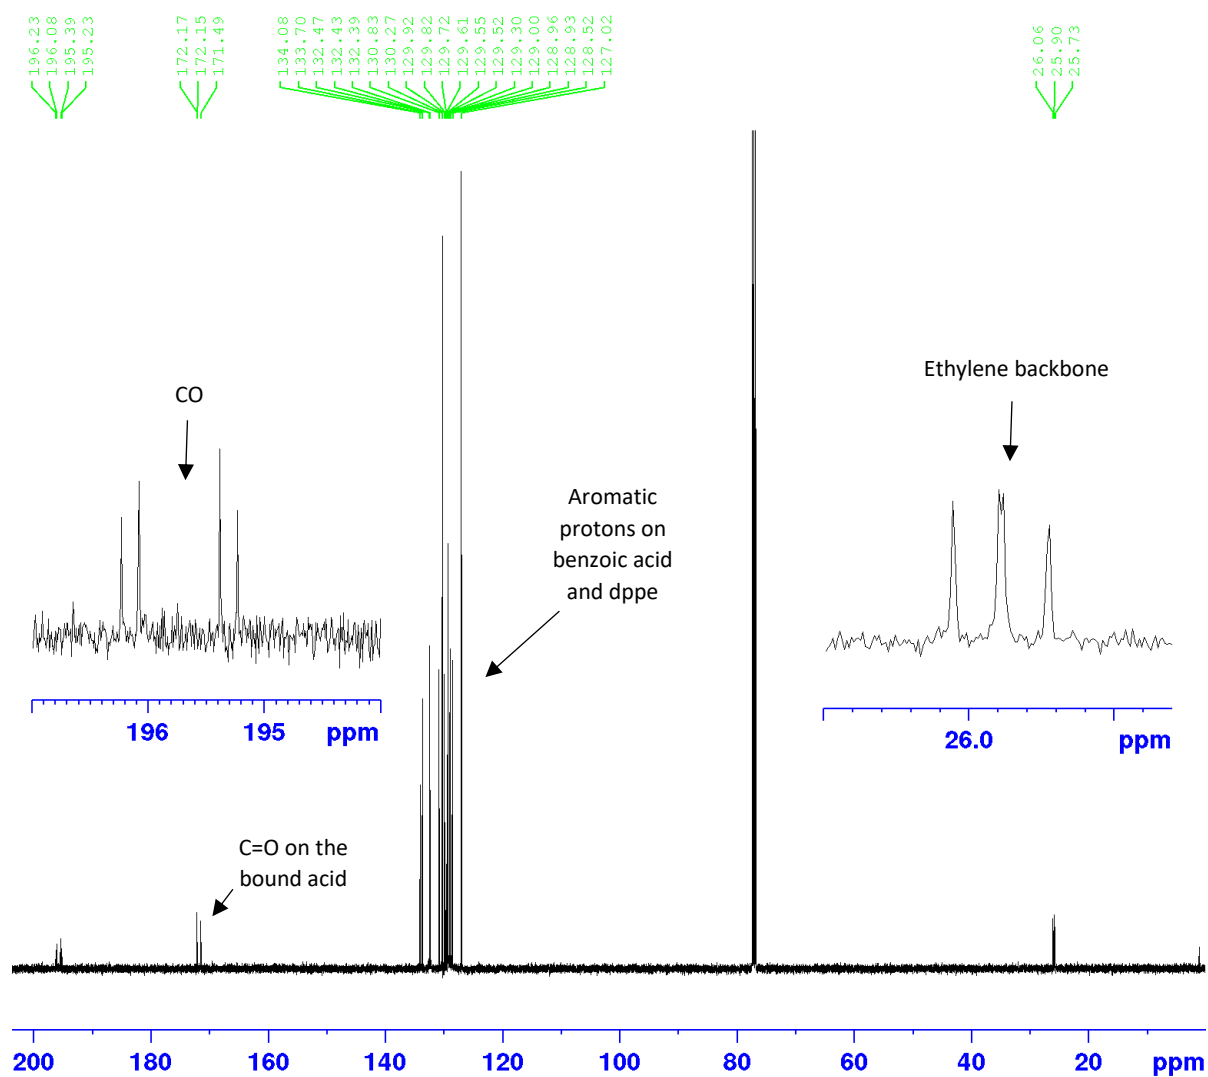 196.23
196.08
195.39
195.23
172.17
172.15
171.49
134.08
133.70
132.47
132.43
132.39
130.83
130.27
129.92
129.82
129.72
129.61
129.55
129.52
129.30
129.00
128.96
128.93
128.52
127.02
26.06
25.90
25.73
CO
Ethylene backbone
Aromatic
protons on
benzoic acid
and dppe
196 195 ppm
26.0 ppm
C=O on the
bound acid
200 180 160 140 120 100 80 60 40 20 ppm